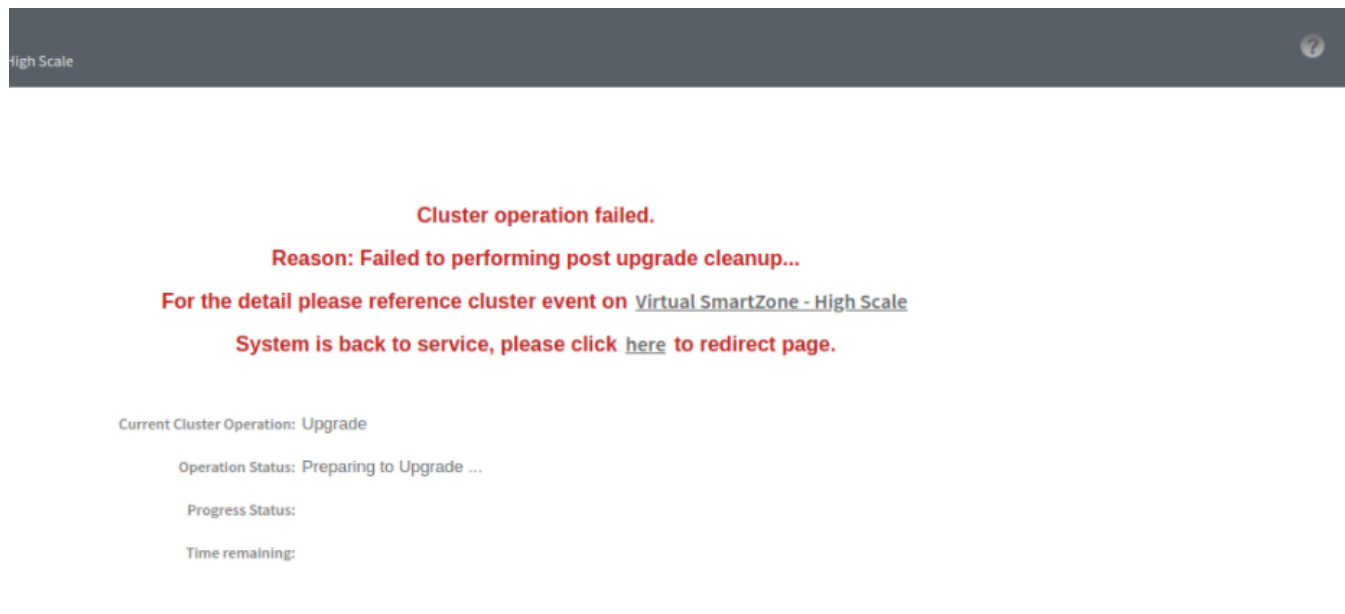 High Scale
?
Cluster operation failed.
Reason: Failed to performing post upgrade cleanup...
For the detail please reference cluster event on Virtual SmartZone - High Scale
System is back to service, please click here to redirect page.
Current Cluster Operation: Upgrade
Operation Status: Preparing to Upgrade ...
Progress Status:
Time remaining: